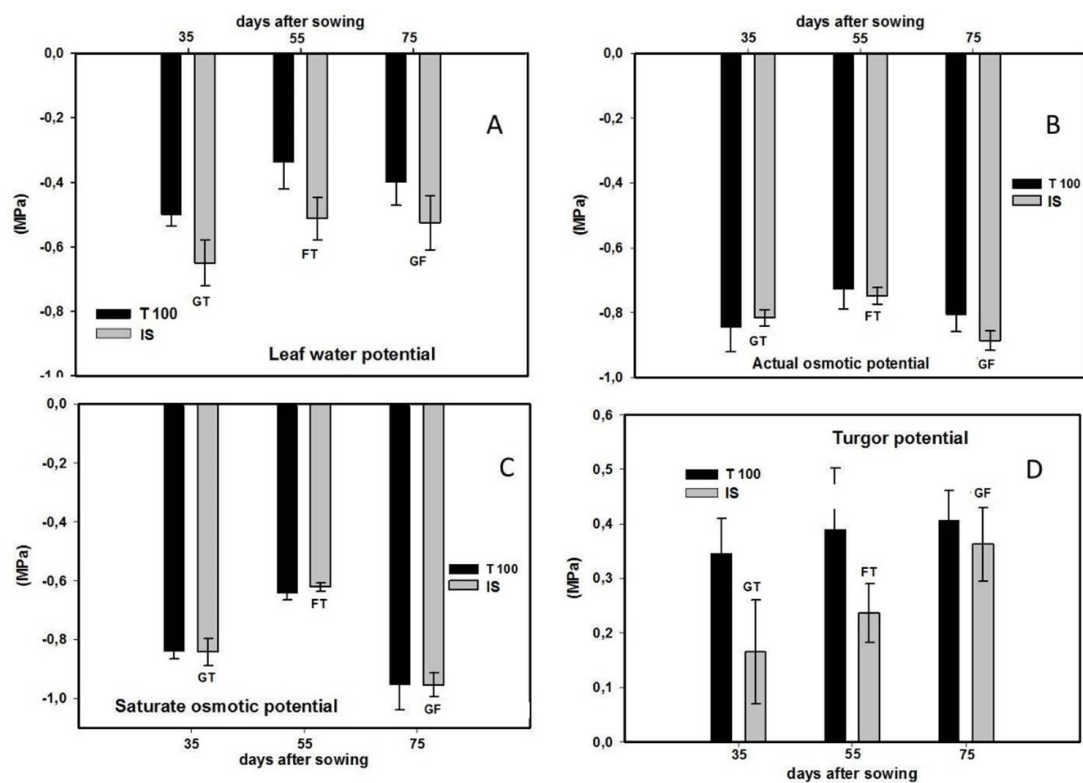 days after sowing
35 55 75
0,0
-0,2
-0,4
-0,6
-0,8
-1,0
(MPa)
A
GT
FT
GF
T 100
IS
Leaf water potential
days after sowing
35 55 75
0,0
-0,2
-0,4
-0,6
-0,8
-1,0
(MPa)
B
T 100
IS
GT
FT
GF
Actual osmotic potential
0,0
-0,2
-0,4
-0,6
-0,8
-1,0
(MPa)
C
T 100
IS
GT
FT
GF
Saturate osmotic potential
35 55 75
days after sowing
0,6
0,5
0,4
0,3
0,2
0,1
0,0
(MPa)
Turgor potential
D
T 100
IS
GT
FT
GF
35 55 75
days after sowing